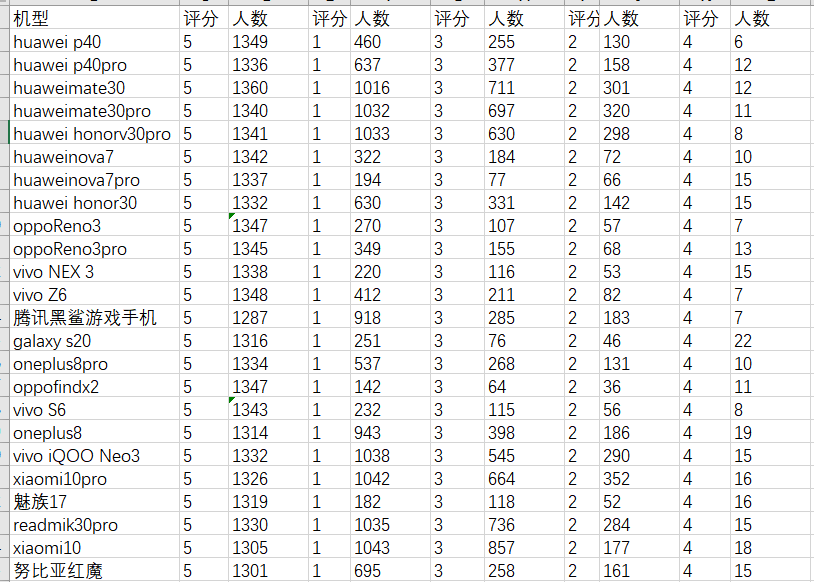 机型 评分 人数 评分 人数 评分 人数 评分 人数 评分 人数
huawei p40 5 1349 1 460 3 255 2 130 4 6
huawei p40pro 5 1336 1 637 3 377 2 158 4 12
huaweimate30 5 1360 1 1016 3 711 2 301 4 12
huaweimate30pro 5 1340 1 1032 3 697 2 320 4 11
huawei honorv30pro 5 1341 1 1033 3 630 2 298 4 8
huaweinova7 5 1342 1 322 3 184 2 72 4 10
huaweinova7pro 5 1337 1 194 3 77 2 66 4 15
huawei honor30 5 1332 1 630 3 331 2 142 4 15
oppoReno3 5 1347 1 270 3 107 2 57 4 7
oppoReno3pro 5 1345 1 349 3 155 2 68 4 13
vivo NEX 3 5 1338 1 220 3 116 2 53 4 15
vivo Z6 5 1348 1 412 3 211 2 82 4 7
腾讯黑鲨游戏手机 5 1287 1 918 3 285 2 183 4 7
galaxy s20 5 1316 1 251 3 76 2 46 4 22
oneplus8pro 5 1334 1 537 3 268 2 131 4 10
oppofindx2 5 1347 1 142 3 64 2 36 4 11
vivo S6 5 1343 1 232 3 115 2 56 4 8
oneplus8 5 1314 1 943 3 398 2 186 4 19
vivo iQOO Neo3 5 1332 1 1038 3 545 2 290 4 15
xiaomi10pro 5 1326 1 1042 3 664 2 352 4 16
魅族17 5 1319 1 182 3 118 2 52 4 16
readmik30pro 5 1330 1 1035 3 736 2 284 4 15
xiaomi10 5 1305 1 1043 3 857 2 177 4 18
努比亚红魔 5 1301 1 695 3 258 2 161 4 15